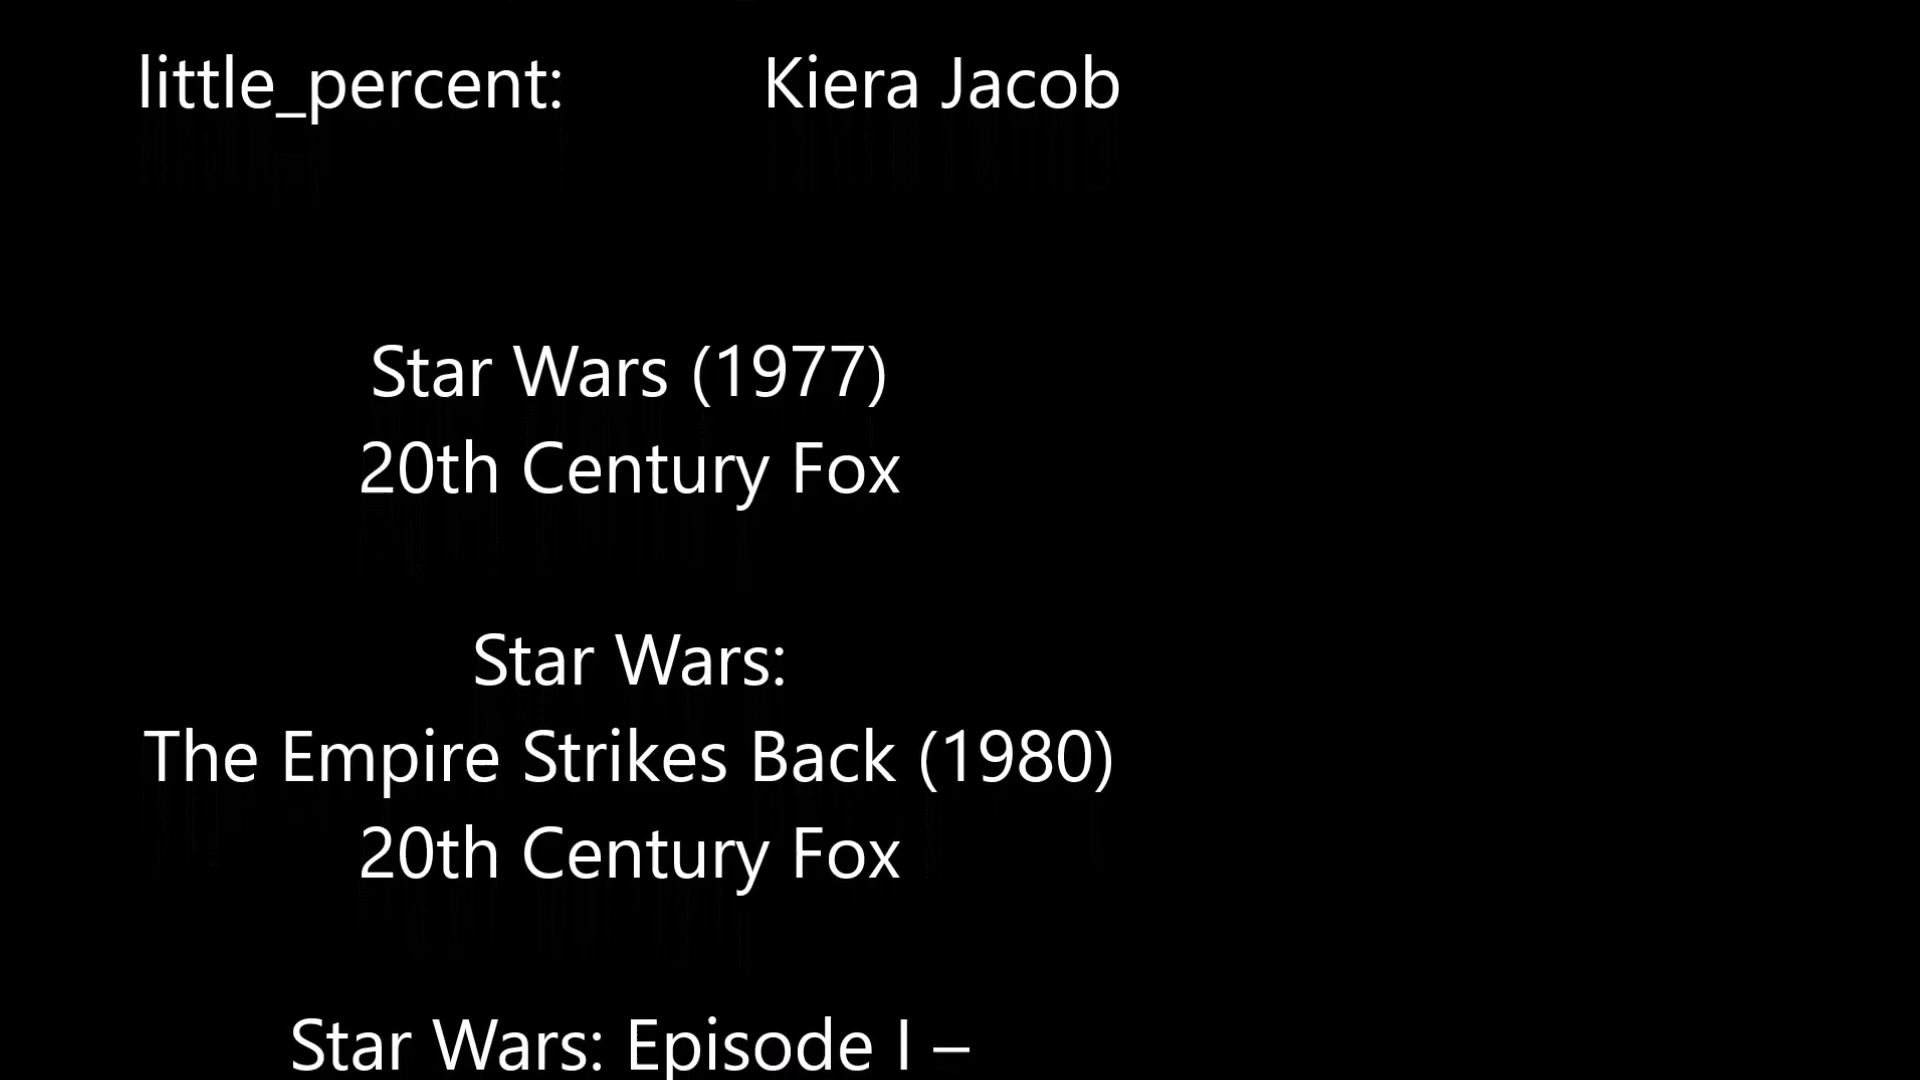 little_percent: Kiera Jacob
Star Wars (1977)
20th Century Fox
Star Wars:
The Empire Strikes Back (1980)
20th Century Fox
Star Wars: Episode I –